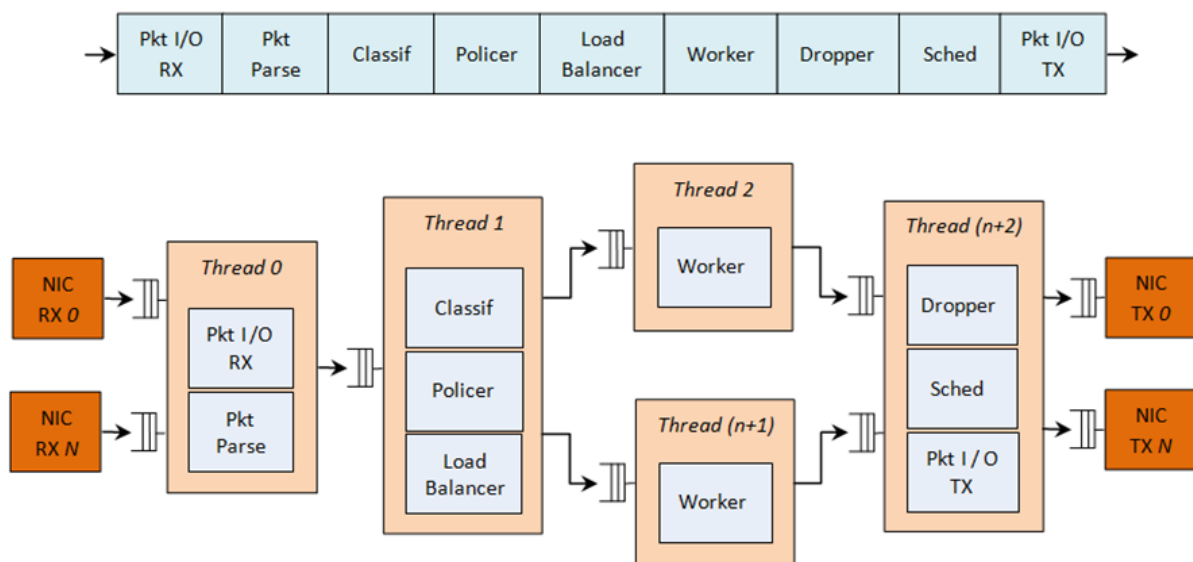 Pkt I/O
RX
Pkt
Parse
Classif
Policer
Load
Balancer
Worker
Dropper
Sched
Pkt I/O
TX
NIC
RX 0
NIC
RX N
Thread 0
Pkt I/O
RX
Pkt
Parse
Thread 1
Classif
Policer
Load
Balancer
Thread 2
Worker
Thread (n+1)
Worker
Thread (n+2)
Dropper
Sched
Pkt I / O
TX
NIC
TX 0
NIC
TX N